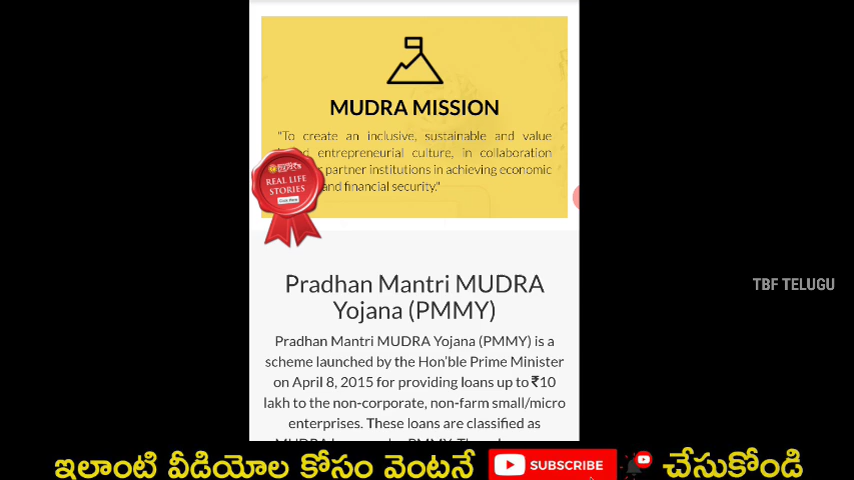 MUDRA MISSION
"To create an inclusive, sustainable and value
entrepreneurial culture, in collaboration
partner institutions in achieving economic
and financial security."
REAL LIFE
STORIES
Click Here
Pradhan Mantri MUDRA
Yojana (PMMY)
Pradhan Mantri MUDRA Yojana (PMMY) is a
scheme launched by the Hon'ble Prime Minister
on April 8, 2015 for providing loans up to ₹10
lakh to the non-corporate, non-farm small/micro
enterprises. These loans are classified as
TBF TELUGU
ఇలాంటి వీడియోల కోసం వెంటనే SUBSCRIBE చేసుకోండి